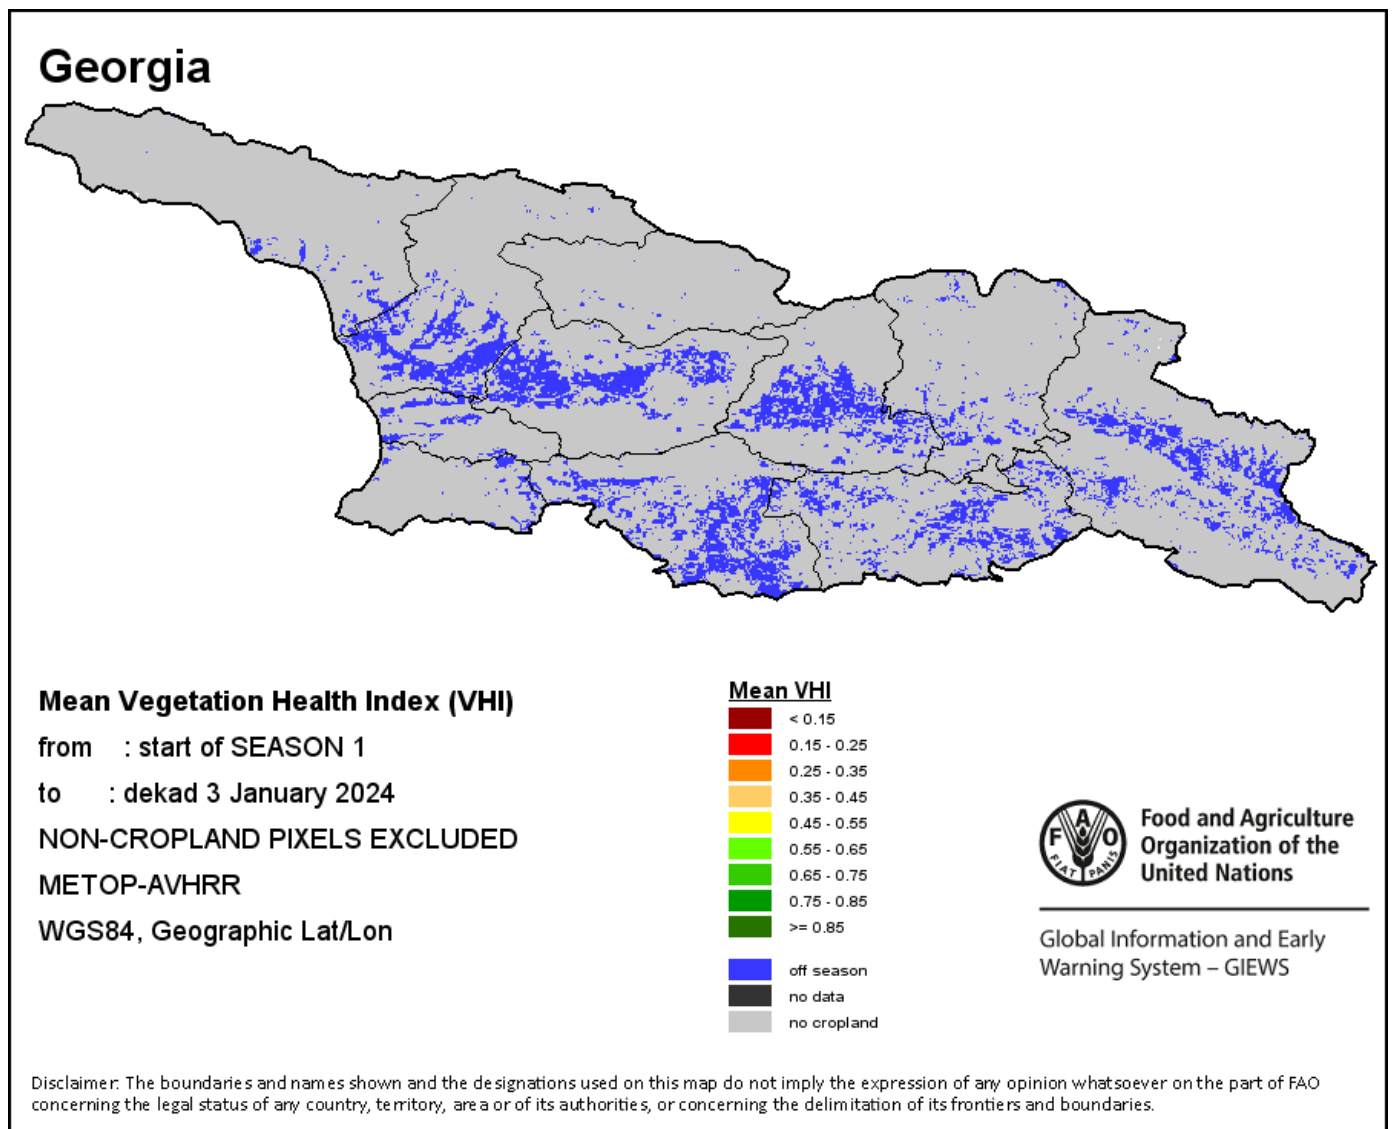 Georgia
Mean Vegetation Health Index (VHI)
from : start of SEASON 1
to : dekad 3 January 2024
NON-CROPLAND PIXELS EXCLUDED
METOP-AVHRR
WGS84, Geographic Lat/Lon
Mean VHI
< 0.15
0.15 - 0.25
0.25 - 0.35
0.35 - 0.45
0.45 - 0.55
0.55 - 0.65
0.65 - 0.75
0.75 - 0.85
>= 0.85
off season
no data
no cropland
F A O
FIAT PANIS
Food and Agriculture
Organization of the
United Nations
Global Information and Early
Warning System – GIEWS
Disclaimer: The boundaries and names shown and the designations used on this map do not imply the expression of any opinion whatsoever on the part of FAO
concerning the legal status of any country, territory, area or of its authorities, or concerning the delimitation of its frontiers and boundaries.